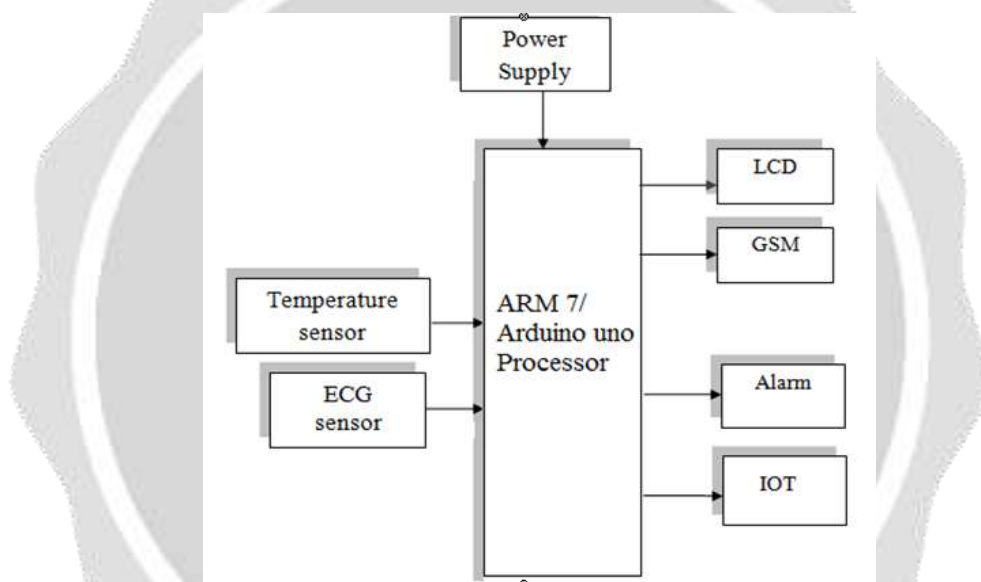 Power
Supply
LCD
GSM
Temperature
sensor
ARM 7/
Arduino uno
Processor
ECG
sensor
Alarm
IOT